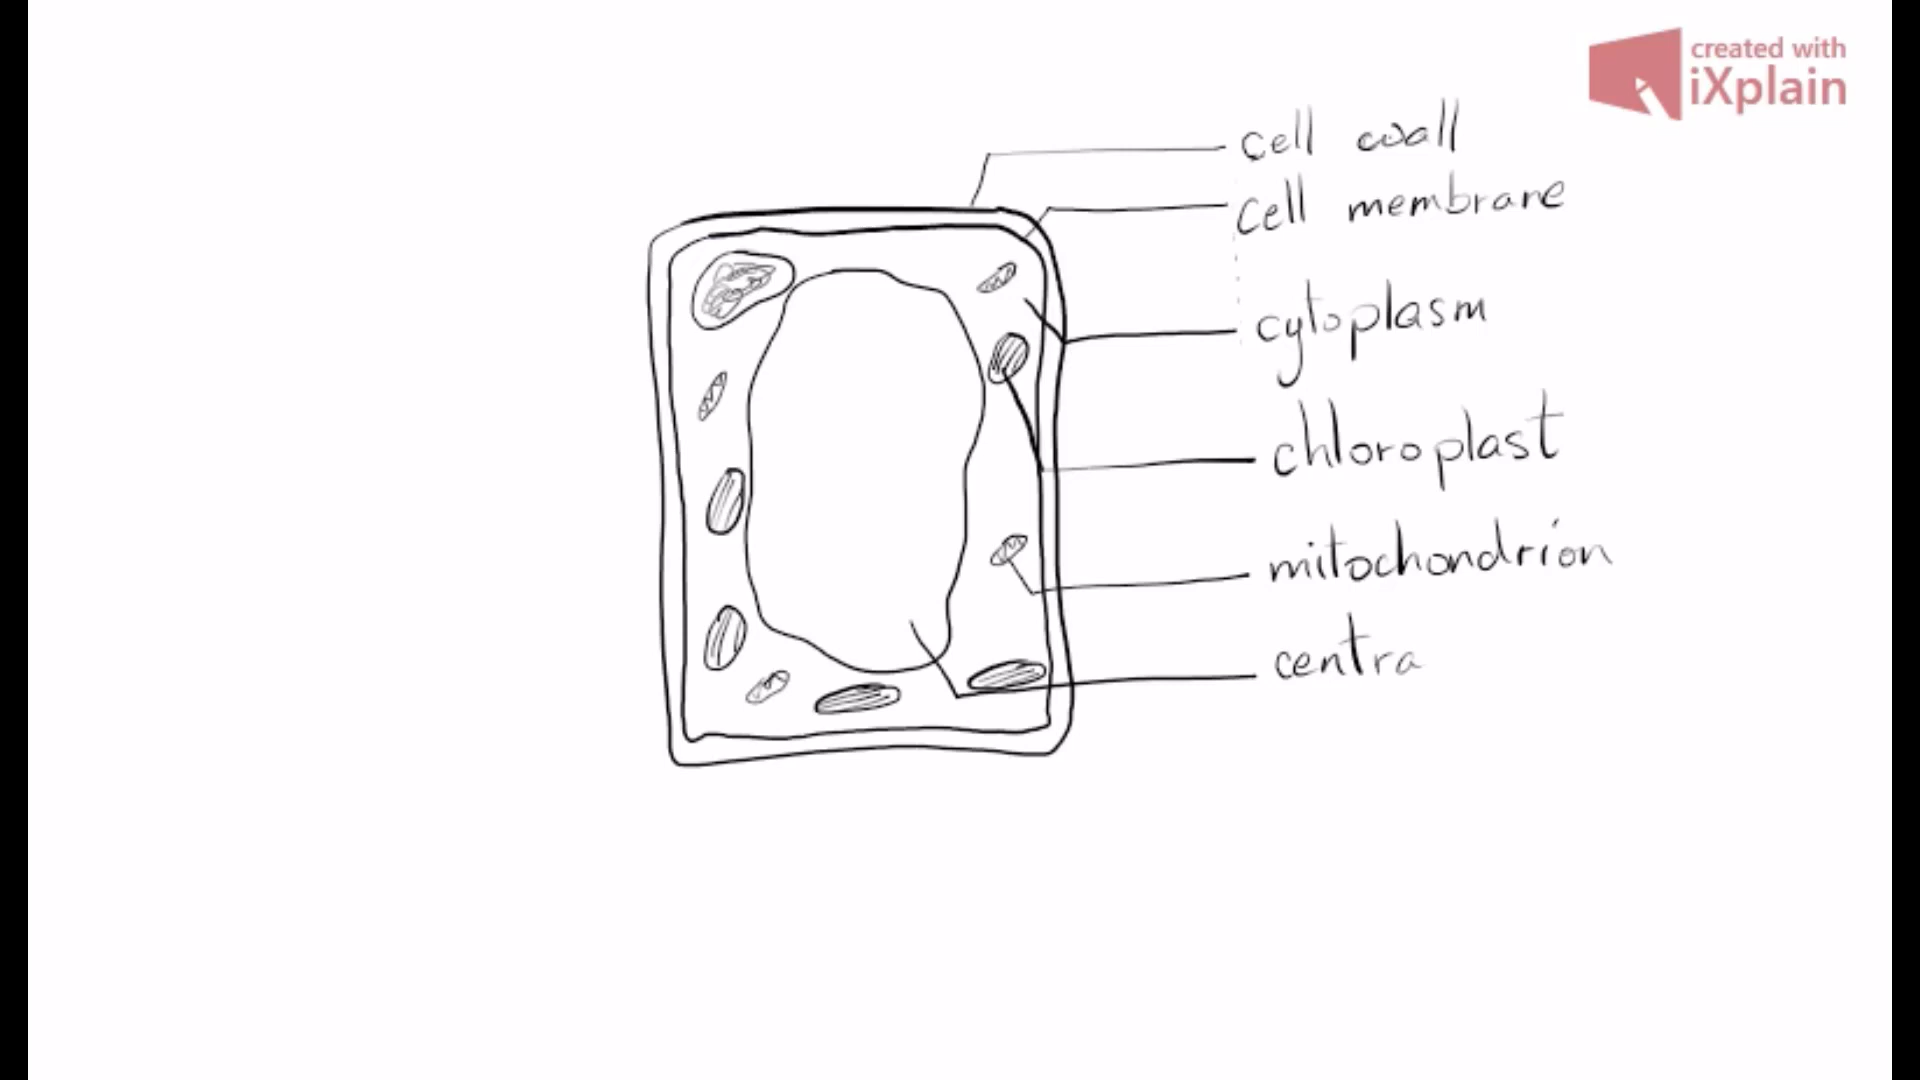 created with
iXplain
cell wall
cell membrane
cytoplasm
chloroplast
mitochondrion
centra